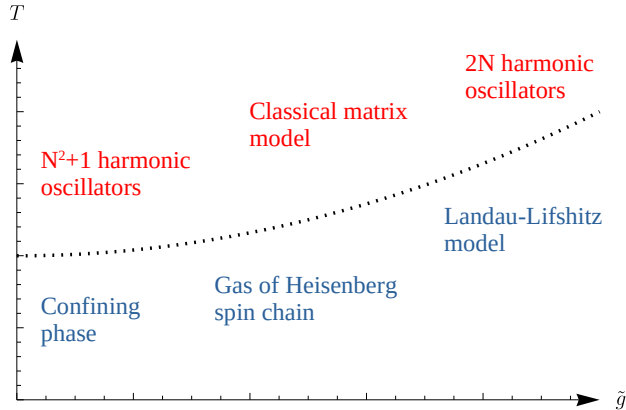 T
2N harmonic
oscillators
Classical matrix
model
N²+1 harmonic
oscillators
Landau-Lifshitz
model
Gas of Heisenberg
spin chain
Confining
phase
g̃